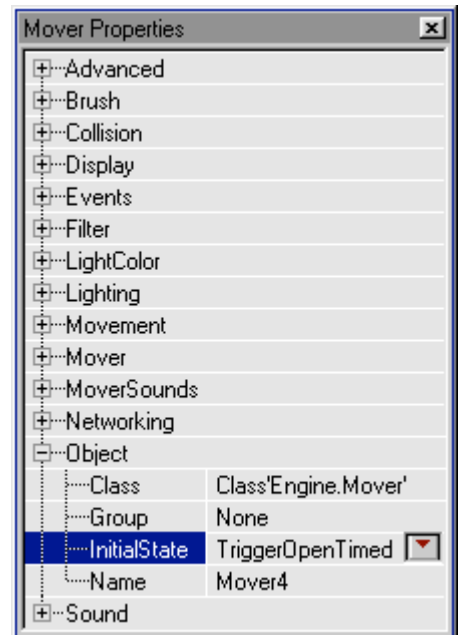 Mover Properties
Advanced
Brush
Collision
Display
Events
Filter
LightColor
Lighting
Movement
Mover
MoverSounds
Networking
Object
Class Class'Engine.Mover'
Group None
InitialState TriggerOpenTimed
Name Mover4
Sound